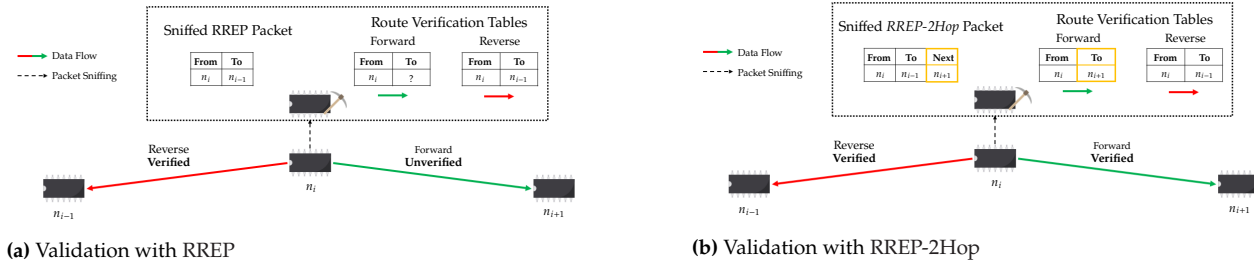 Sniffed RREP Packet
Route Verification Tables
Forward
Reverse
Data Flow
Packet Sniffing
From To
n_i n_{i−1}
From To
n_i ?
From To
n_i n_{i−1}
Reverse
Verified
Forward
Unverified
n_i
n_{i−1}
n_{i+1}
(a) Validation with RREP
Sniffed RREP-2Hop Packet
Route Verification Tables
Forward
Reverse
Data Flow
Packet Sniffing
From To Next
n_i n_{i−1} n_{i+1}
From To
n_i n_{i+1}
From To
n_i n_{i−1}
Reverse
Verified
Forward
Verified
n_i
n_{i−1}
n_{i+1}
(b) Validation with RREP-2Hop